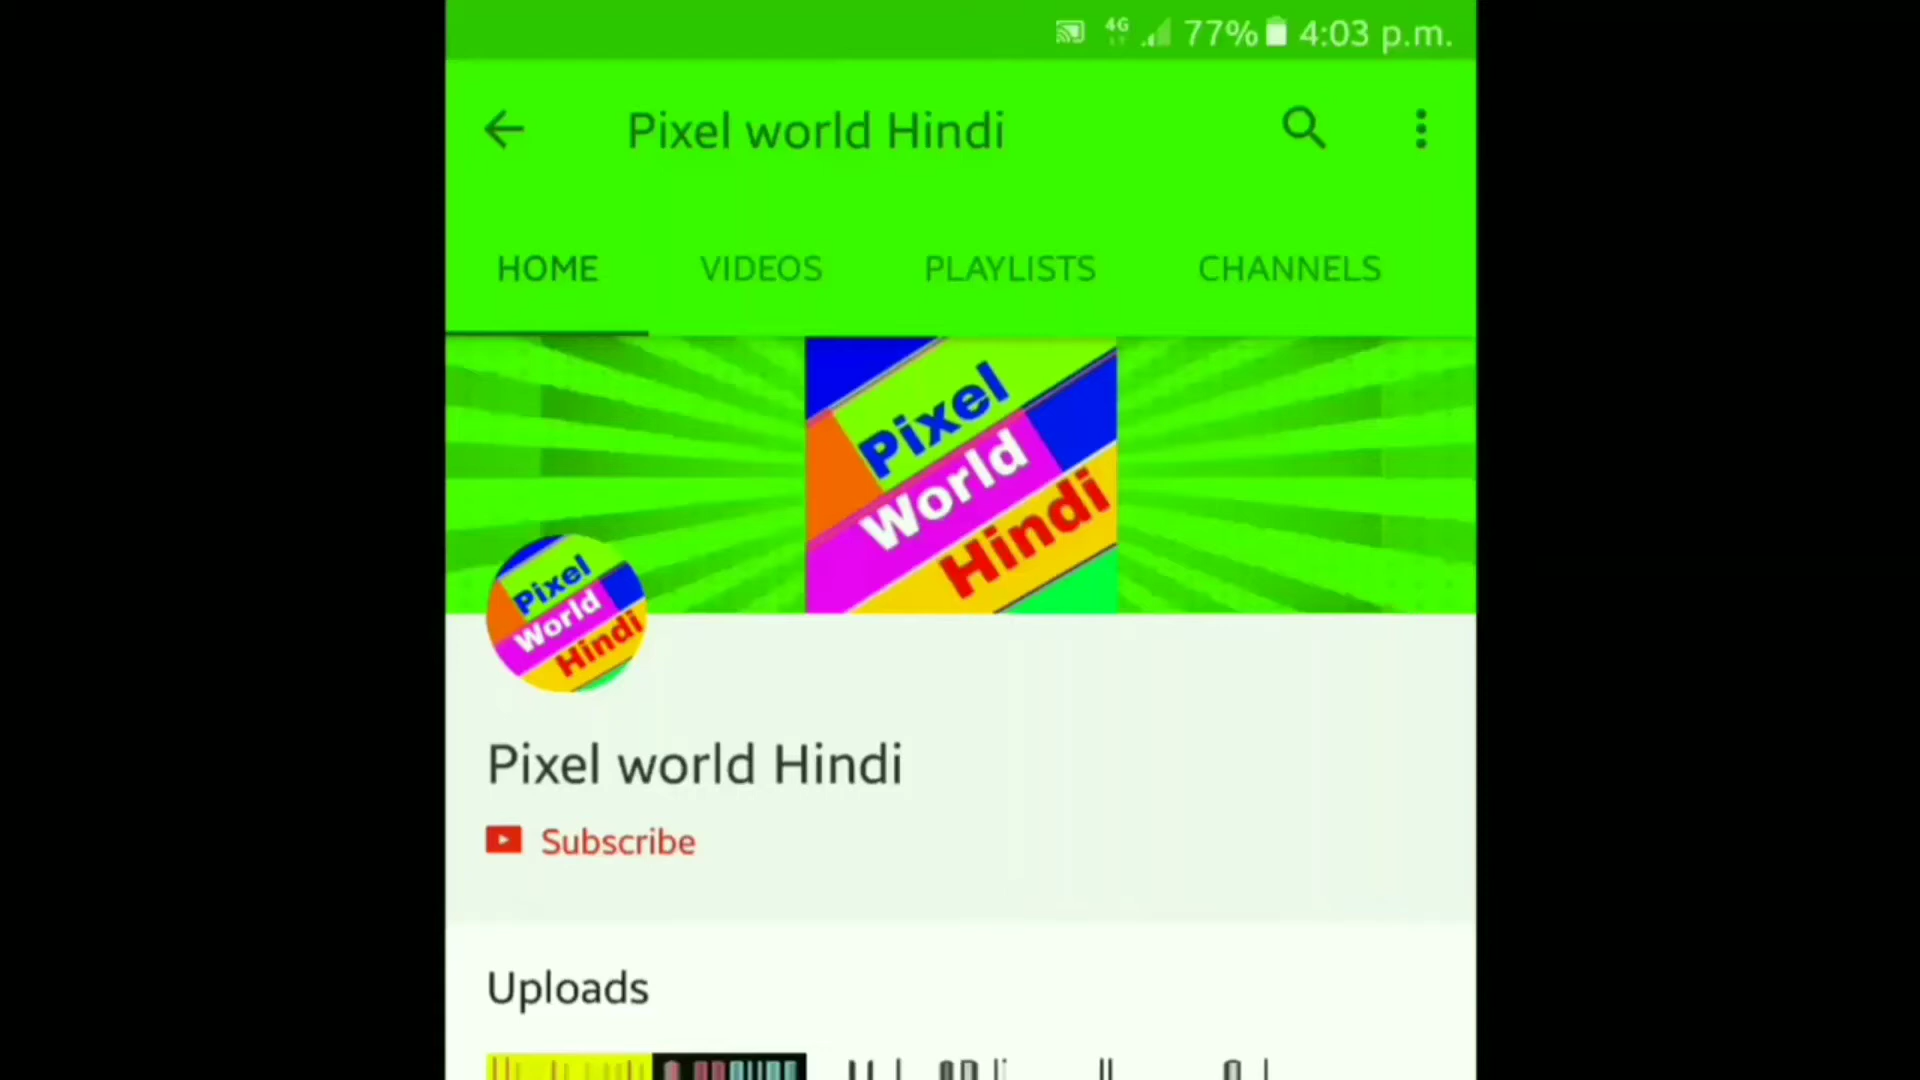 4G 77% 4:03 p.m.
Pixel world Hindi
HOME VIDEOS PLAYLISTS CHANNELS
Pixel
World
Hindi
Pixel
World
Hindi
Pixel world Hindi
Subscribe
Uploads